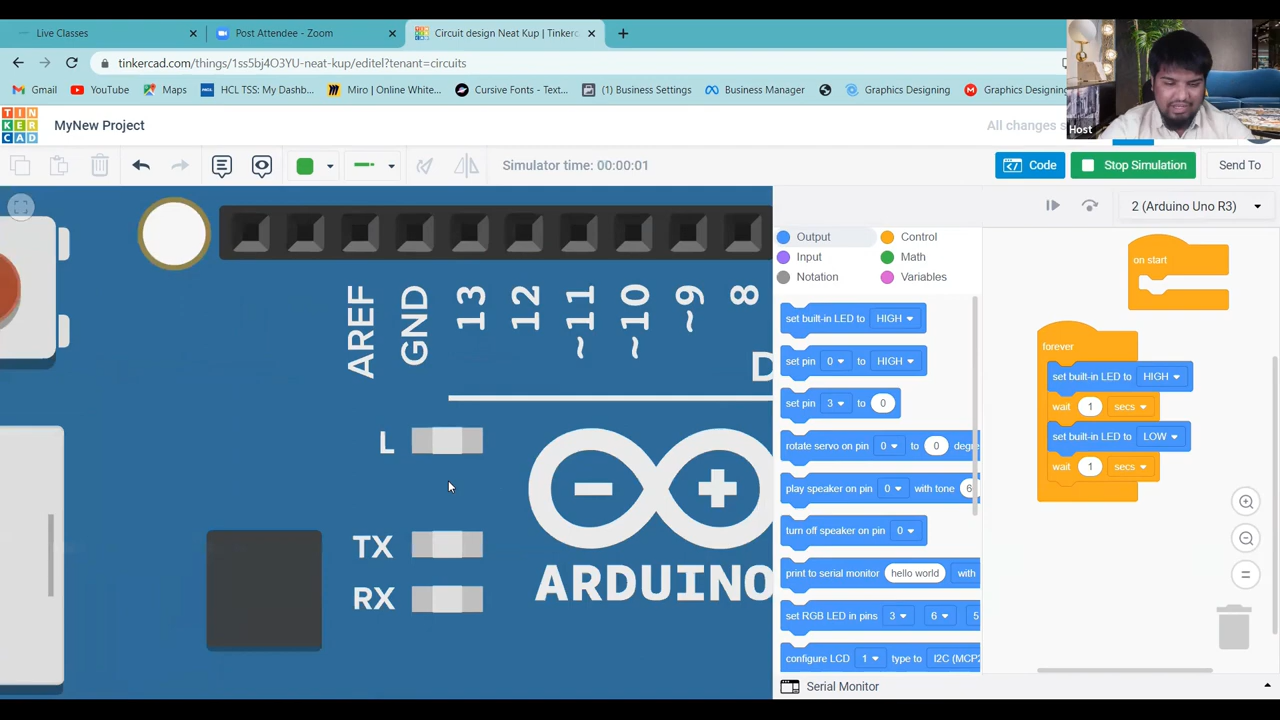 Live Classes
Post Attendee - Zoom
Circuit design Neat Kup | Tinkerc
tinkercad.com/things/1ss5bj4O3YU-neat-kup/editel?tenant=circuits
Gmail
YouTube
Maps
HCL TSS: My Dashb...
Miro | Online White...
Cursive Fonts - Text...
(1) Business Settings
Business Manager
Graphics Designing
Graphics Designing
Host
TIN
KER
CAD
MyNew Project
All changes s
Simulator time: 00:00:01
Code
Stop Simulation
Send To
2 (Arduino Uno R3)
Output
Control
Input
Math
Notation
Variables
set built-in LED to HIGH
set pin 0 to HIGH
set pin 3 to 0
rotate servo on pin 0 to 0 degr
play speaker on pin 0 with tone 6
turn off speaker on pin 0
print to serial monitor hello world with
set RGB LED in pins 3 6 5
configure LCD 1 type to I2C (MCP2
on start
forever
set built-in LED to HIGH
wait 1 secs
set built-in LED to LOW
wait 1 secs
Serial Monitor
AREF
GND
13
12
~11
~10
~9
8
D
L
TX
RX
ARDUINO